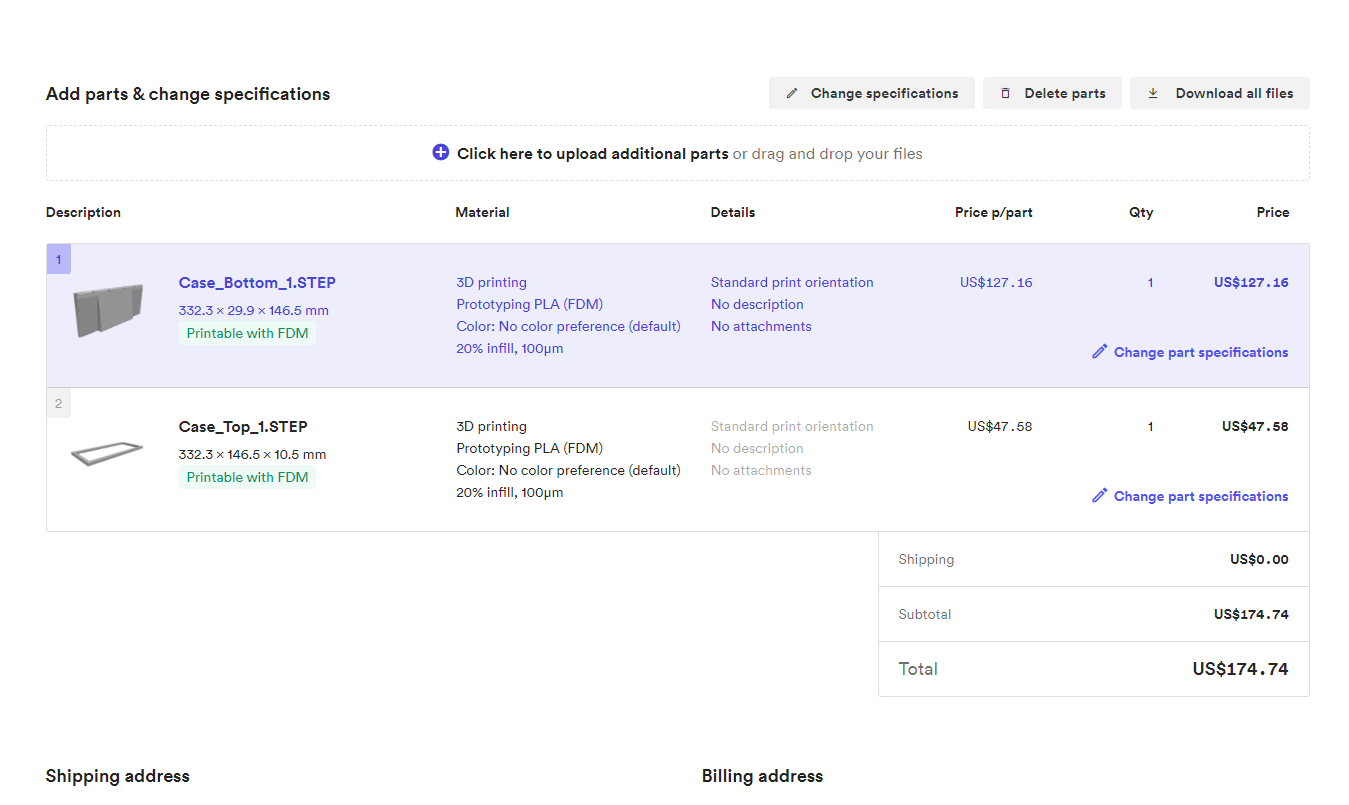 Add parts & change specifications
Change specifications
Delete parts
Download all files
Click here to upload additional parts or drag and drop your files
Description Material Details Price p/part Qty Price
1
Case_Bottom_1.STEP
332.3 × 29.9 × 146.5 mm
Printable with FDM
3D printing
Prototyping PLA (FDM)
Color: No color preference (default)
20% infill, 100μm
Standard print orientation
No description
No attachments
US$127.16
1
US$127.16
Change part specifications
2
Case_Top_1.STEP
332.3 × 146.5 × 10.5 mm
Printable with FDM
3D printing
Prototyping PLA (FDM)
Color: No color preference (default)
20% infill, 100μm
Standard print orientation
No description
No attachments
US$47.58
1
US$47.58
Change part specifications
Shipping US$0.00
Subtotal US$174.74
Total US$174.74
Shipping address
Billing address